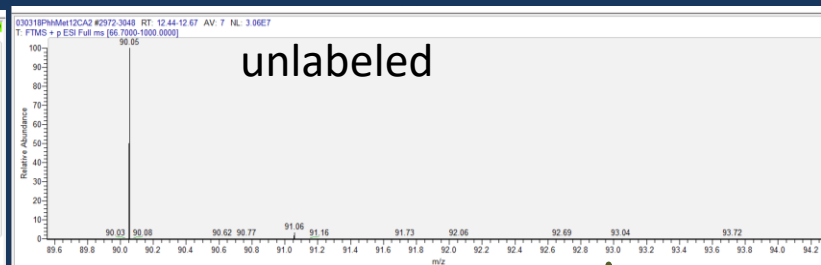 030318PhhMet12CA2 #2972-3048 RT: 12.44-12.67 AV: 7 NL: 3.06E7
T: FTMS + p ESI Full ms [66.7000-1000.0000]
unlabeled
90.05
100
90
80
70
60
50
40
30
20
10
0
Relative Abundance
90.03 90.08 90.62 90.77 91.06 91.16 91.73 92.06 92.69 93.04 93.72
89.6 89.8 90.0 90.2 90.4 90.6 90.8 91.0 91.2 91.4 91.6 91.8 92.0 92.2 92.4 92.6 92.8 93.0 93.2 93.4 93.6 93.8 94.0 94.2
m/z